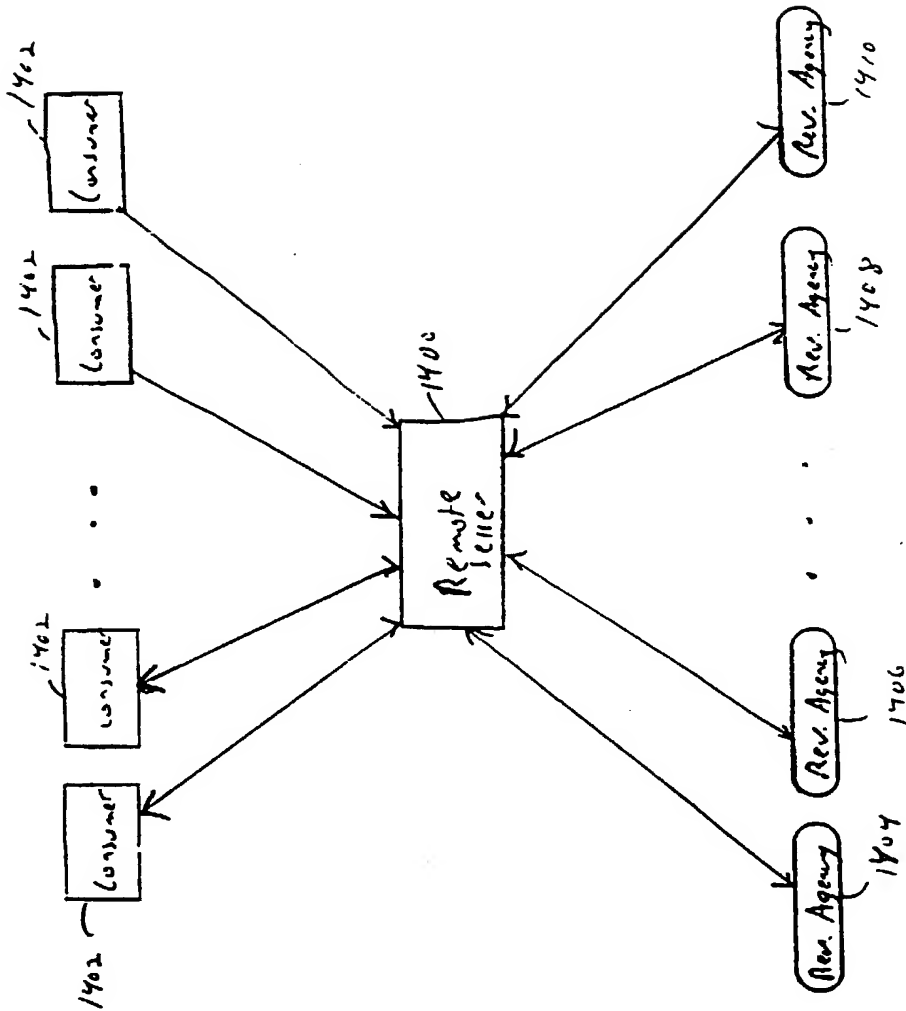 1402
1402
1402
1402
Consumer
Consumer
Consumer
Consumer
. . .
1400
Remote
Seller
. . .
Rev. Agency
Rev. Agency
Rev. Agency
Rev. Agency
1404
1406
1408
1410